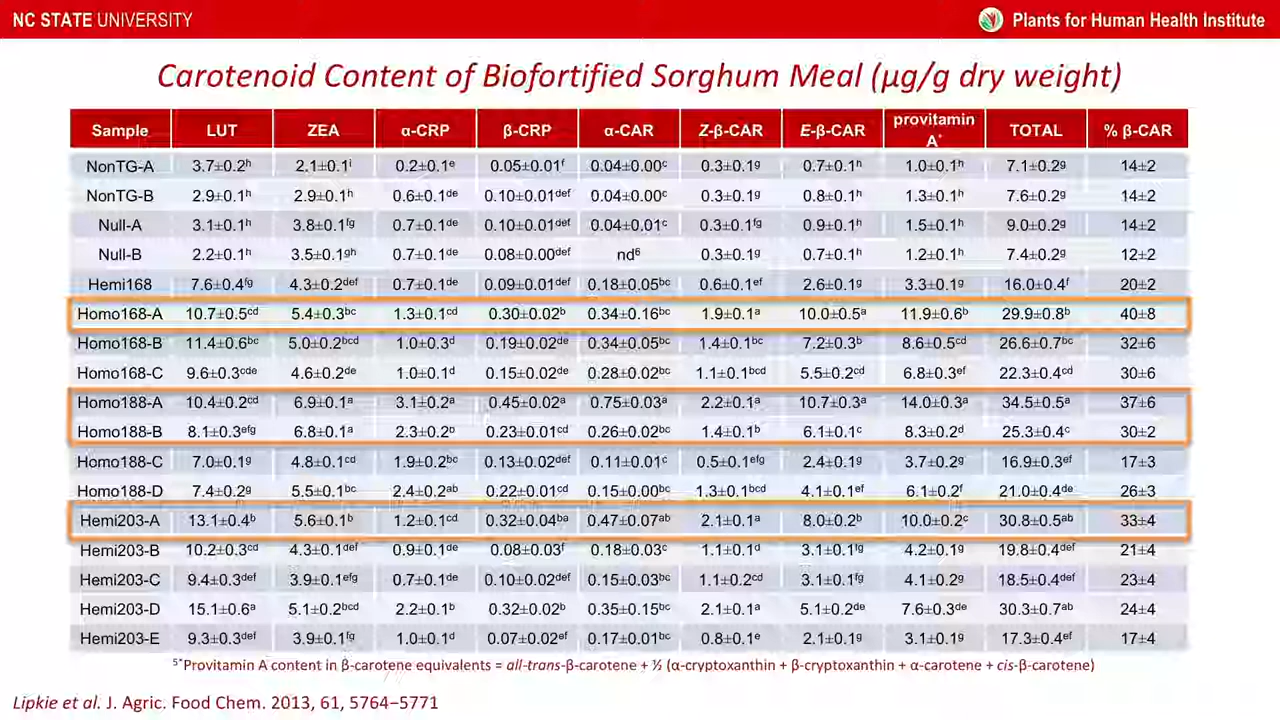 NC STATE UNIVERSITY
Plants for Human Health Institute
Carotenoid Content of Biofortified Sorghum Meal (µg/g dry weight)
Sample LUT ZEA α-CRP β-CRP α-CAR Z-β-CAR E-β-CAR provitamin A* TOTAL % β-CAR
NonTG-A 3.7±0.2h 2.1±0.1i 0.2±0.1e 0.05±0.01f 0.04±0.00c 0.3±0.1g 0.7±0.1h 1.0±0.1h 7.1±0.2g 14±2
NonTG-B 2.9±0.1h 2.9±0.1h 0.6±0.1de 0.10±0.01def 0.04±0.00c 0.3±0.1g 0.8±0.1h 1.3±0.1h 7.6±0.2g 14±2
Null-A 3.1±0.1h 3.8±0.1fg 0.7±0.1de 0.10±0.01def 0.04±0.01c 0.3±0.1fg 0.9±0.1h 1.5±0.1h 9.0±0.2g 14±2
Null-B 2.2±0.1h 3.5±0.1gh 0.7±0.1de 0.08±0.00def nd6 0.3±0.1g 0.7±0.1h 1.2±0.1h 7.4±0.2g 12±2
Hemi168 7.6±0.4fg 4.3±0.2def 0.7±0.1de 0.09±0.01def 0.18±0.05bc 0.6±0.1ef 2.6±0.1g 3.3±0.1g 16.0±0.4f 20±2
Homo168-A 10.7±0.5cd 5.4±0.3bc 1.3±0.1cd 0.30±0.02b 0.34±0.16bc 1.9±0.1a 10.0±0.5a 11.9±0.6b 29.9±0.8b 40±8
Homo168-B 11.4±0.6bc 5.0±0.2bcd 1.0±0.3d 0.19±0.02de 0.34±0.05bc 1.4±0.1bc 7.2±0.3b 8.6±0.5cd 26.6±0.7bc 32±6
Homo168-C 9.6±0.3cde 4.6±0.2de 1.0±0.1d 0.15±0.02de 0.28±0.02bc 1.1±0.1bcd 5.5±0.2cd 6.8±0.3ef 22.3±0.4cd 30±6
Homo188-A 10.4±0.2cd 6.9±0.1a 3.1±0.2a 0.45±0.02a 0.75±0.03a 2.2±0.1a 10.7±0.3a 14.0±0.3a 34.5±0.5a 37±6
Homo188-B 8.1±0.3efg 6.8±0.1a 2.3±0.2b 0.23±0.01cd 0.26±0.02bc 1.4±0.1b 6.1±0.1c 8.3±0.2d 25.3±0.4c 30±2
Homo188-C 7.0±0.1g 4.8±0.1cd 1.9±0.2bc 0.13±0.02def 0.11±0.01c 0.5±0.1efg 2.4±0.1g 3.7±0.2g 16.9±0.3ef 17±3
Homo188-D 7.4±0.2g 5.5±0.1bc 2.4±0.2ab 0.22±0.01cd 0.15±0.00bc 1.3±0.1bcd 4.1±0.1ef 6.1±0.2f 21.0±0.4de 26±3
Hemi203-A 13.1±0.4b 5.6±0.1b 1.2±0.1cd 0.32±0.04ba 0.47±0.07ab 2.1±0.1a 8.0±0.2b 10.0±0.2c 30.8±0.5ab 33±4
Hemi203-B 10.2±0.3cd 4.3±0.1def 0.9±0.1de 0.08±0.03f 0.18±0.03c 1.1±0.1d 3.1±0.1fg 4.2±0.1g 19.8±0.4def 21±4
Hemi203-C 9.4±0.3def 3.9±0.1efg 0.7±0.1de 0.10±0.02def 0.15±0.03bc 1.1±0.2cd 3.1±0.1fg 4.1±0.2g 18.5±0.4def 23±4
Hemi203-D 15.1±0.6a 5.1±0.2bcd 2.2±0.1b 0.32±0.02b 0.35±0.15bc 2.1±0.1a 5.1±0.2de 7.6±0.3de 30.3±0.7ab 24±4
Hemi203-E 9.3±0.3def 3.9±0.1fg 1.0±0.1d 0.07±0.02ef 0.17±0.01bc 0.8±0.1e 2.1±0.1g 3.1±0.1g 17.3±0.4ef 17±4
5*Provitamin A content in β-carotene equivalents = all-trans-β-carotene + ½ (α-cryptoxanthin + β-cryptoxanthin + α-carotene + cis-β-carotene)
Lipkie et al. J. Agric. Food Chem. 2013, 61, 5764−5771